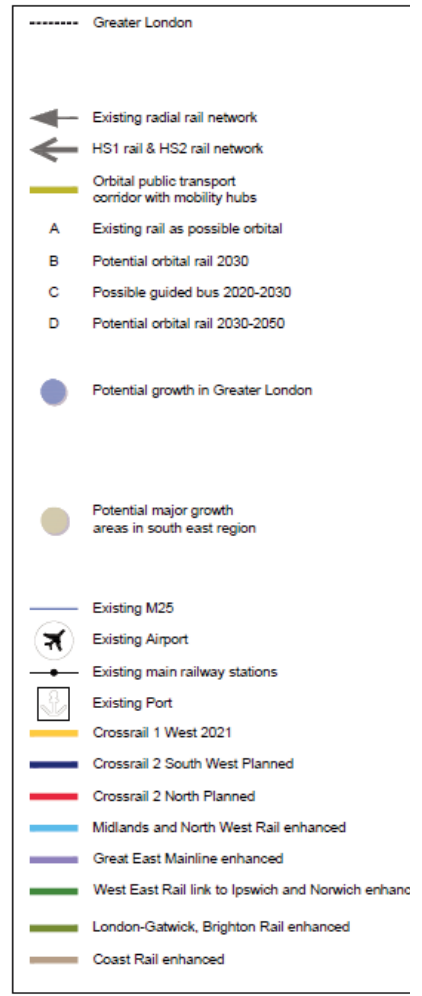 Greater London
Existing radial rail network
HS1 rail & HS2 rail network
Orbital public transport
corridor with mobility hubs
A Existing rail as possible orbital
B Potential orbital rail 2030
C Possible guided bus 2020-2030
D Potential orbital rail 2030-2050
Potential growth in Greater London
Potential major growth
areas in south east region
Existing M25
Existing Airport
Existing main railway stations
Existing Port
Crossrail 1 West 2021
Crossrail 2 South West Planned
Crossrail 2 North Planned
Midlands and North West Rail enhanced
Great East Mainline enhanced
West East Rail link to Ipswich and Norwich enhanc
London-Gatwick, Brighton Rail enhanced
Coast Rail enhanced